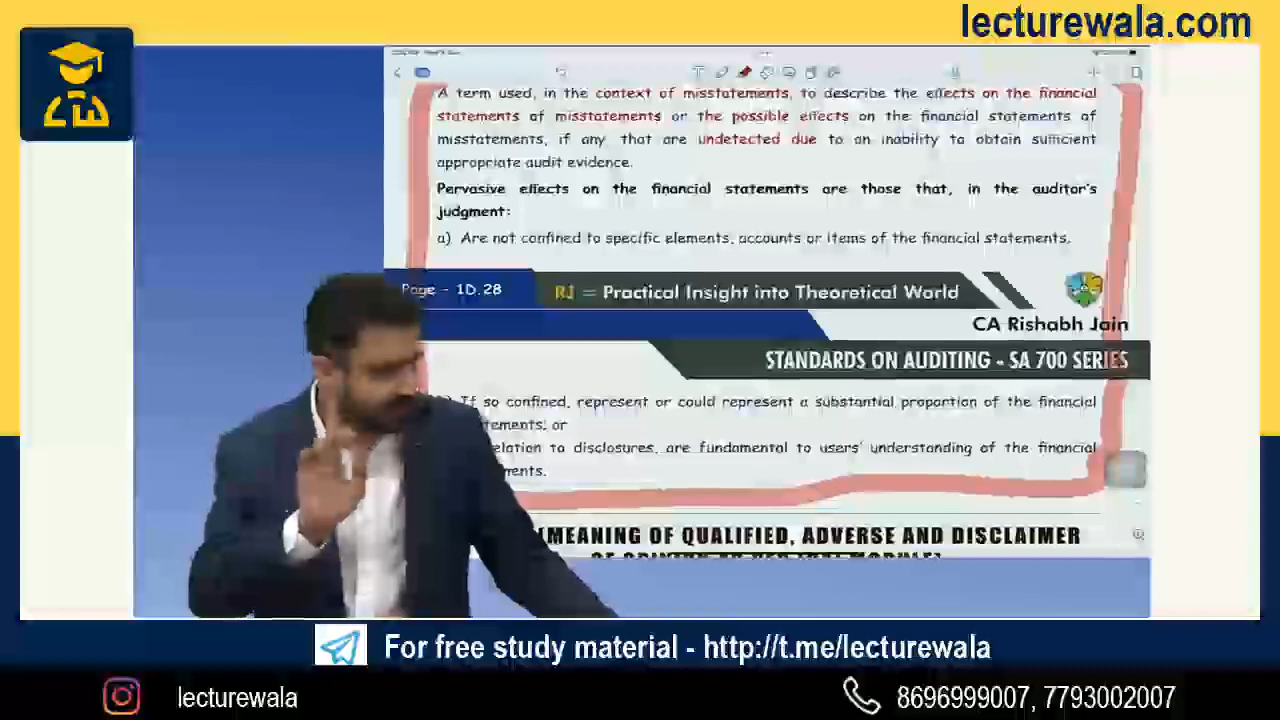 lecturewala.com
A term used, in the context of misstatements, to describe the effects on the financial
statements of misstatements or the possible effects on the financial statements of
misstatements, if any that are undetected due to an inability to obtain sufficient
appropriate audit evidence.
Pervasive effects on the financial statements are those that, in the auditor's
judgment:
a) Are not confined to specific elements, accounts or items of the financial statements.
Page - 1D.28
RJ = Practical Insight into Theoretical World
CA Rishabh Jain
STANDARDS ON AUDITING - SA 700 SERIES
If so confined, represent or could represent a substantial proportion of the financial
tements, or
elation to disclosures, are fundamental to users' understanding of the financial
ments.
[MEANING OF QUALIFIED, ADVERSE AND DISCLAIMER
For free study material - http://t.me/lecturewala
lecturewala
8696999007, 7793002007